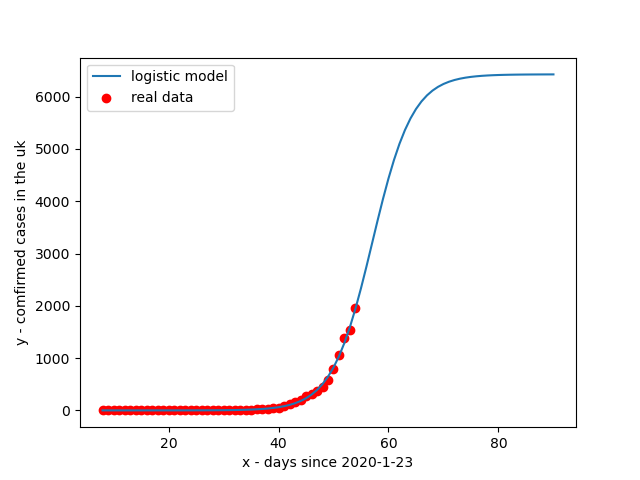 logistic model
real data
6000
5000
4000
3000
2000
1000
0
y - comfirmed cases in the uk
20 40 60 80
x - days since 2020-1-23